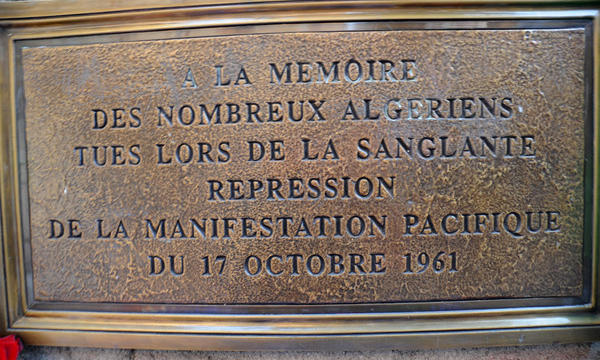 A LA MEMOIRE
DES NOMBREUX ALGERIENS
TUES LORS DE LA SANGLANTE
REPRESSION
DE LA MANIFESTATION PACIFIQUE
DU 17 OCTOBRE 1961